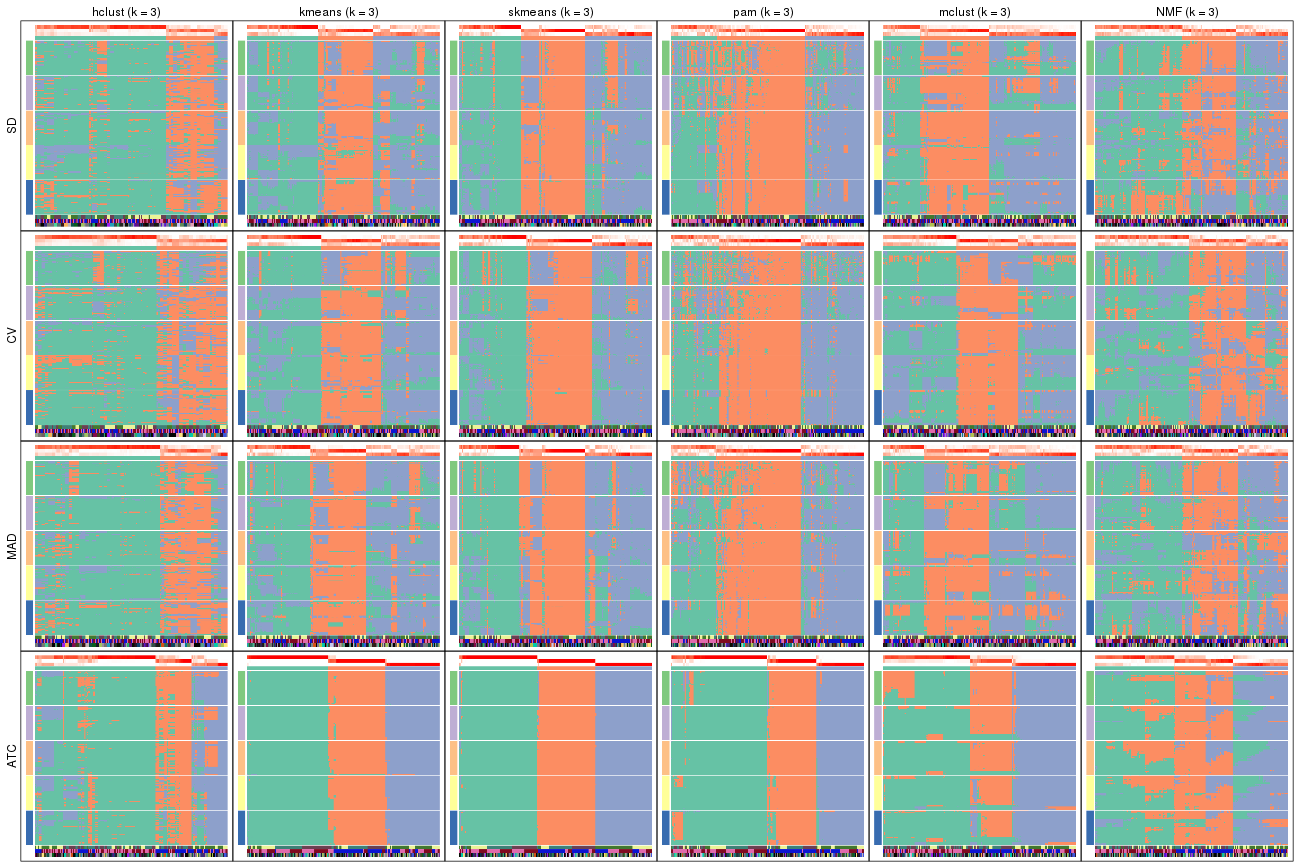 hclust (k = 3) kmeans (k = 3) skmeans (k = 3) pam (k = 3) mclust (k = 3) NMF (k = 3)
SD
CV
MAD
ATC